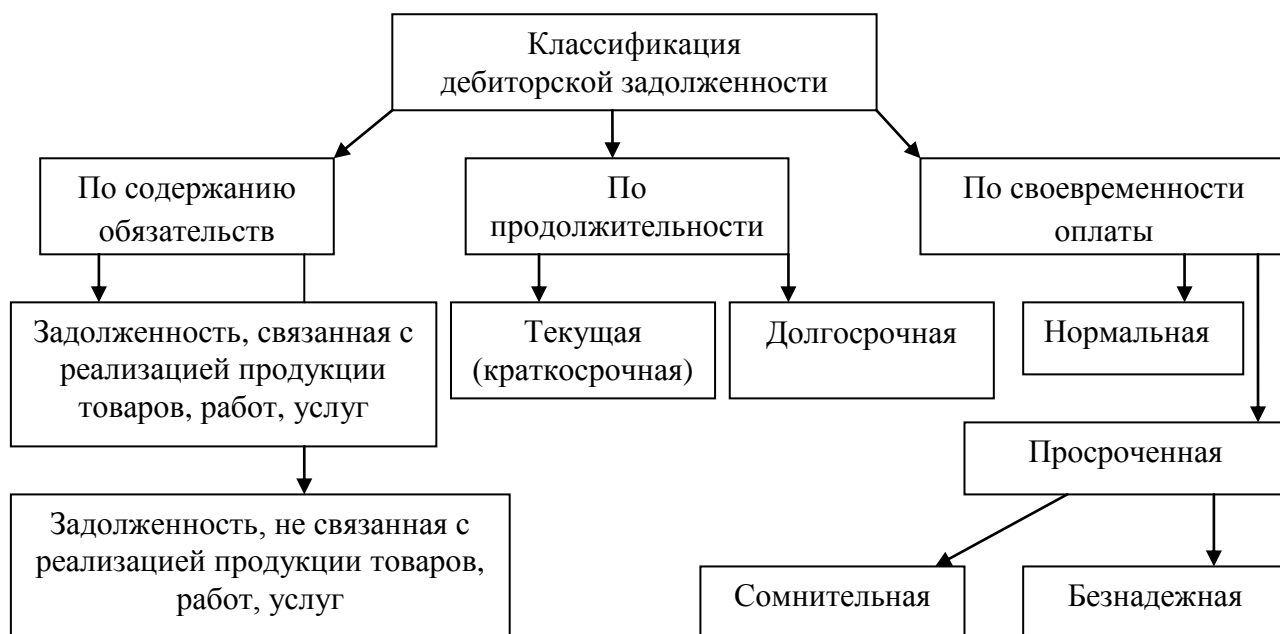 Классификация
дебиторской задолженности
По содержанию
обязательств
По
продолжительности
По своевременности
оплаты
Задолженность, связанная с
реализацией продукции
товаров, работ, услуг
Текущая
(краткосрочная)
Долгосрочная
Нормальная
Просроченная
Задолженность, не связанная с
реализацией продукции товаров,
работ, услуг
Сомнительная
Безнадежная